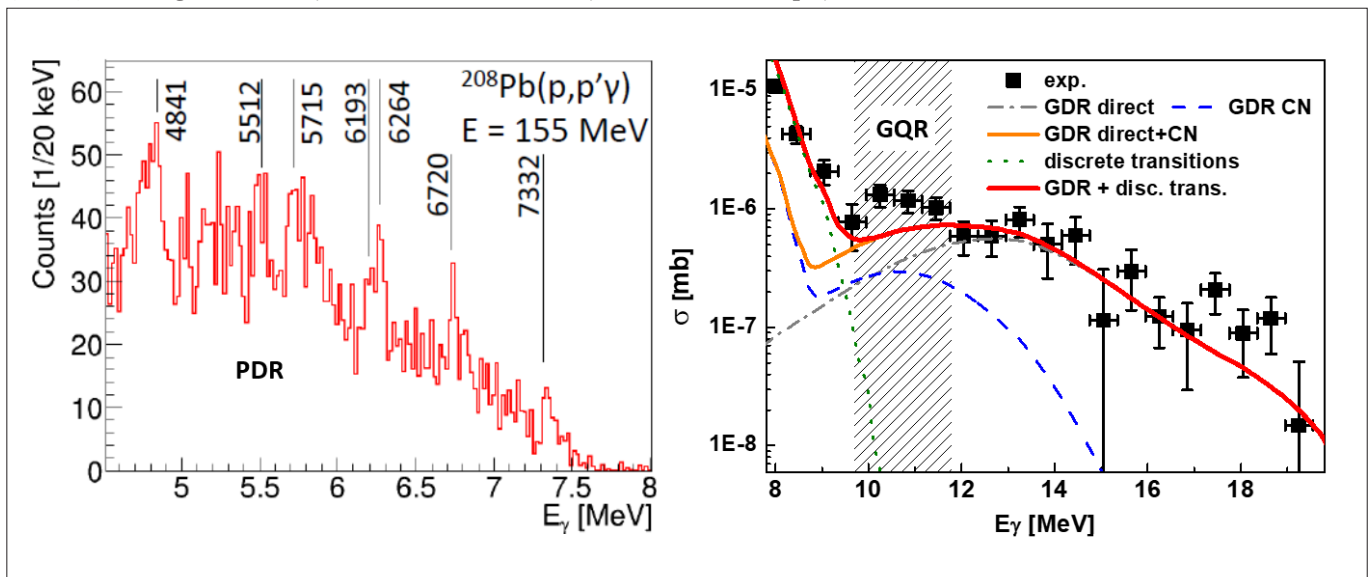 208Pb(p,p'γ)
E = 155 MeV
4841
5512
5715
6193
6264
6720
7332
PDR
Counts [1/20 keV]
60
50
40
30
20
10
0
5
5.5
6
6.5
7
7.5
8
Eγ [MeV]
exp.
GDR direct
GDR CN
GDR direct+CN
discrete transitions
GDR + disc. trans.
GQR
σ [mb]
1E-5
1E-6
1E-7
1E-8
8
10
12
14
16
18
Eγ [MeV]